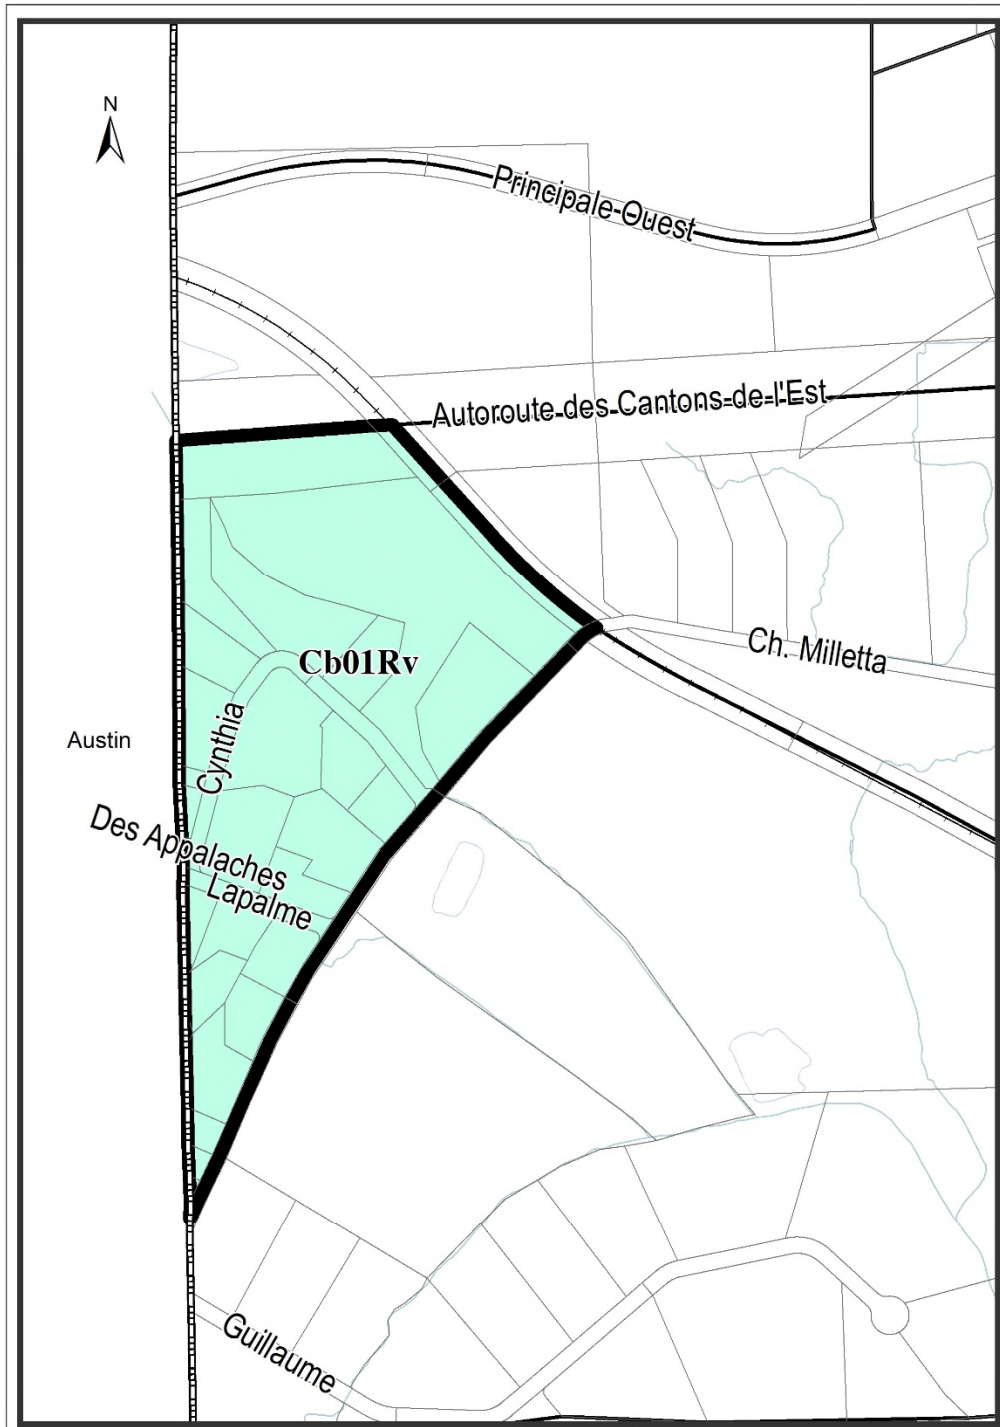 N
Principale-Ouest
Autoroute des Cantons-de-l'Est
Ch. Milletta
Cb01Rv
Cynthia
Austin
Des Appalaches
Lapalme
Guillaume